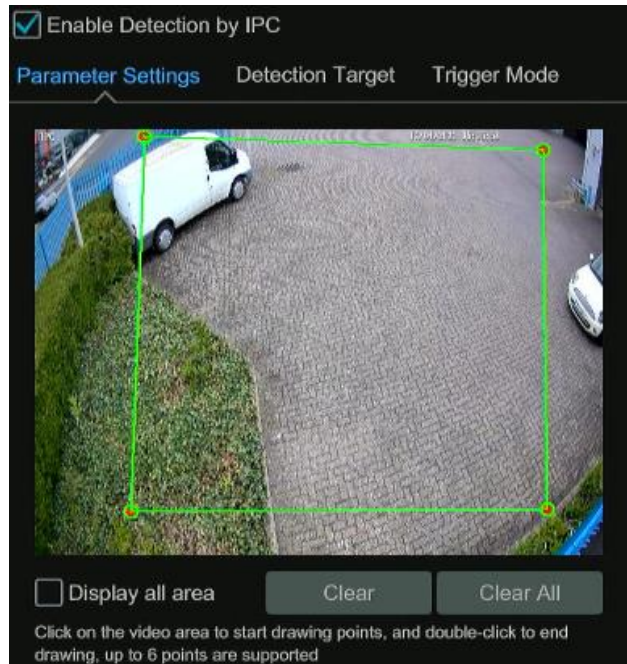 Enable Detection by IPC
Parameter Settings Detection Target Trigger Mode
IPC
Display all area Clear Clear All
Click on the video area to start drawing points, and double-click to end
drawing, up to 6 points are supported